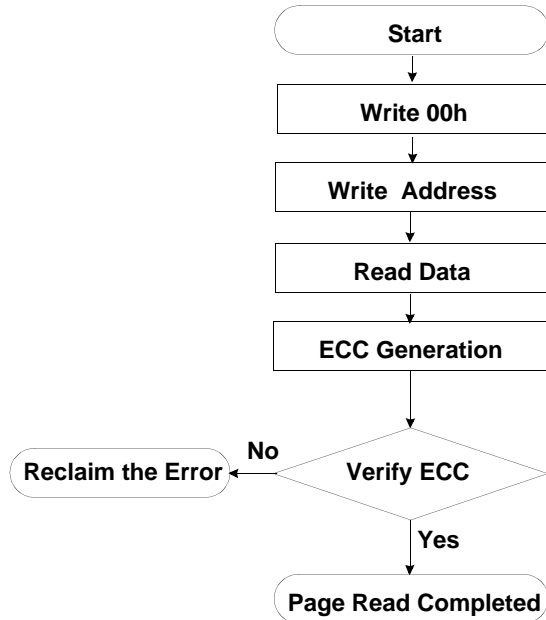 Start
Write 00h
Write Address
Read Data
ECC Generation
No
Reclaim the Error
Verify ECC
Yes
Page Read Completed